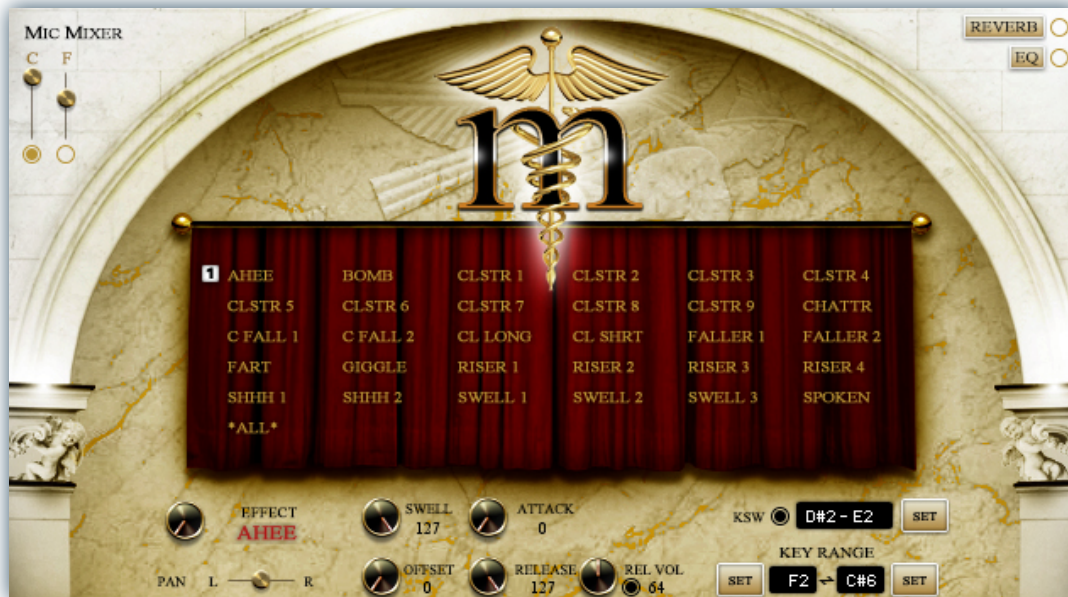 MIC MIXER
C F
REVERB
EQ
m
1 AHEE BOMB CLSTR 1 CLSTR 2 CLSTR 3 CLSTR 4
CLSTR 5 CLSTR 6 CLSTR 7 CLSTR 8 CLSTR 9 CHATTR
C FALL 1 C FALL 2 CL LONG CL SHRT FALLER 1 FALLER 2
FART GIGGLE RISER 1 RISER 2 RISER 3 RISER 4
SHHH 1 SHHH 2 SWELL 1 SWELL 2 SWELL 3 SPOKEN
*ALL*
EFFECT
AHEE
SWELL
127
ATTACK
0
KSW D#2 - E2 SET
PAN L R
OFFSET
0
RELEASE
127
REL VOL
64
KEY RANGE
SET F2 ⇌ C#6 SET